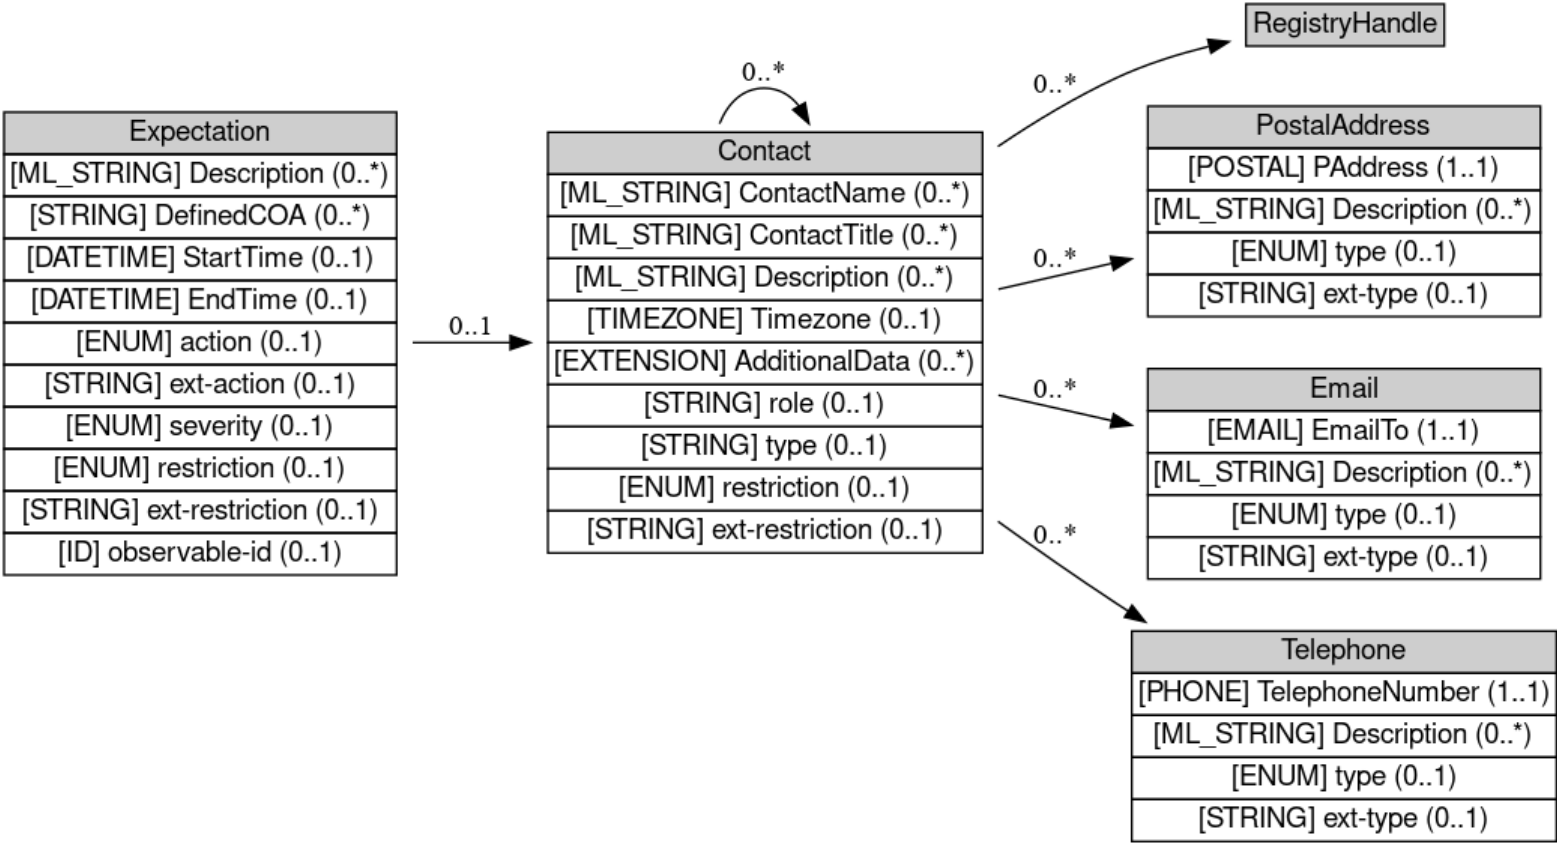 Expectation
[ML_STRING] Description (0..*)
[STRING] DefinedCOA (0..*)
[DATETIME] StartTime (0..1)
[DATETIME] EndTime (0..1)
[ENUM] action (0..1)
[STRING] ext-action (0..1)
[ENUM] severity (0..1)
[ENUM] restriction (0..1)
[STRING] ext-restriction (0..1)
[ID] observable-id (0..1)
0..1
0..*
Contact
[ML_STRING] ContactName (0..*)
[ML_STRING] ContactTitle (0..*)
[ML_STRING] Description (0..*)
[TIMEZONE] Timezone (0..1)
[EXTENSION] AdditionalData (0..*)
[STRING] role (0..1)
[STRING] type (0..1)
[ENUM] restriction (0..1)
[STRING] ext-restriction (0..1)
0..*
RegistryHandle
0..*
PostalAddress
[POSTAL] PAddress (1..1)
[ML_STRING] Description (0..*)
[ENUM] type (0..1)
[STRING] ext-type (0..1)
0..*
Email
[EMAIL] EmailTo (1..1)
[ML_STRING] Description (0..*)
[ENUM] type (0..1)
[STRING] ext-type (0..1)
0..*
Telephone
[PHONE] TelephoneNumber (1..1)
[ML_STRING] Description (0..*)
[ENUM] type (0..1)
[STRING] ext-type (0..1)